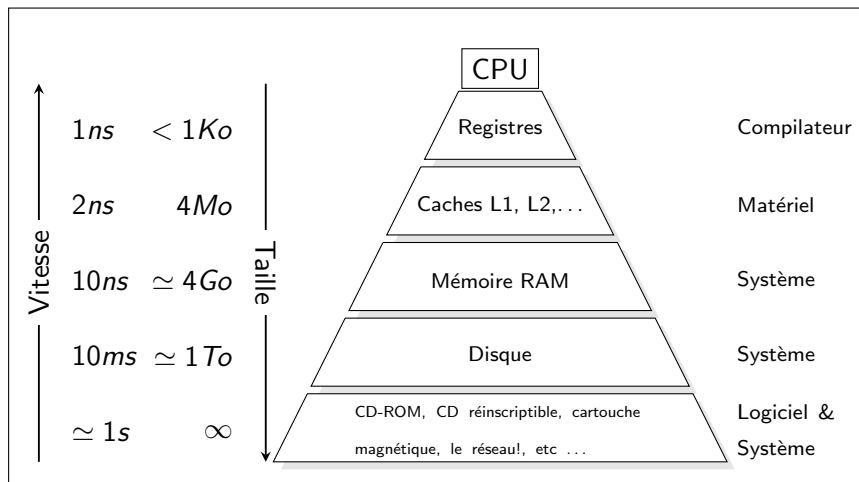 CPU
Vitesse
Taille
1ns < 1Ko Registres Compilateur
2ns 4Mo Caches L1, L2,... Matériel
10ns ≃ 4Go Mémoire RAM Système
10ms ≃ 1To Disque Système
≃ 1s ∞ CD-ROM, CD réinscriptible, cartouche Logiciel &
magnétique, le réseau!, etc ... Système